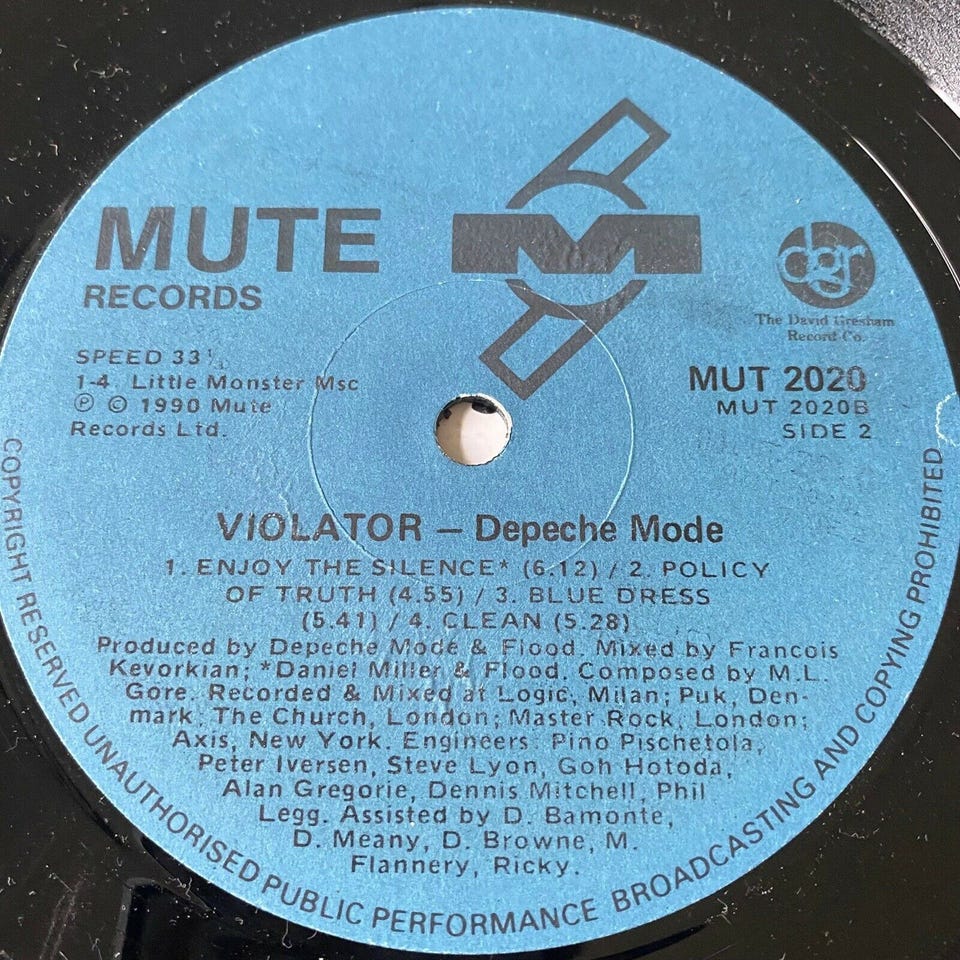 MUTE
RECORDS
M
dgr
The David Gresham
Record Co.
SPEED 33⅓
1-4. Little Monster Msc
Ⓟ © 1990 Mute
Records Ltd.
MUT 2020
MUT 2020B
SIDE 2
VIOLATOR – Depeche Mode
1. ENJOY THE SILENCE* (6.12) / 2. POLICY
OF TRUTH (4.55) / 3. BLUE DRESS
(5.41) / 4. CLEAN (5.28)
Produced by Depeche Mode & Flood. Mixed by Francois
Kevorkian; *Daniel Miller & Flood. Composed by M.L.
Gore. Recorded & Mixed at Logic, Milan; Puk, Den-
mark; The Church, London; Master Rock, London;
Axis, New York. Engineers: Pino Pischetola,
Peter Iversen, Steve Lyon, Goh Hotoda,
Alan Gregorie, Dennis Mitchell, Phil
Legg. Assisted by D. Bamonte,
D. Meany, D. Browne, M.
Flannery, Ricky.
COPYRIGHT RESERVED UNAUTHORISED PUBLIC PERFORMANCE BROADCASTING AND COPYING PROHIBITED